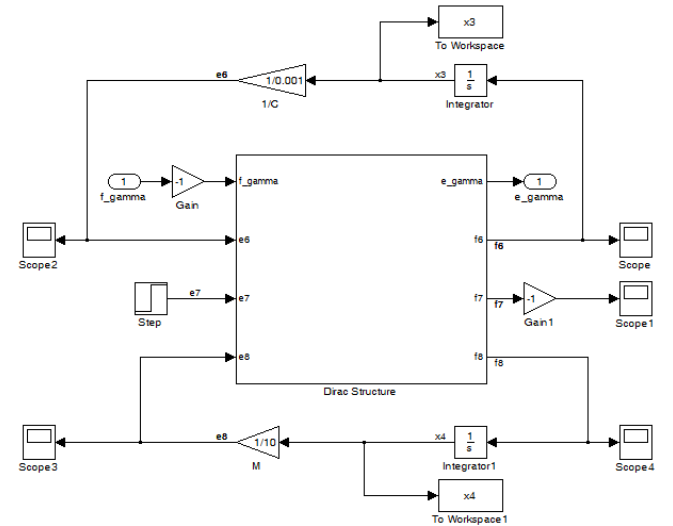 x3
To Workspace
e6
1/0.001
1/C
x3
1
s
Integrator
1
f_gamma
-1
Gain
f_gamma
e_gamma
1
e_gamma
Scope2
e6
f6
f6
Scope
Step
e7
e7
f7
f7
-1
Gain1
Scope1
e8
f8
f8
Dirac Structure
Scope3
e8
1/10
M
x4
1
s
Integrator1
Scope4
x4
To Workspace1